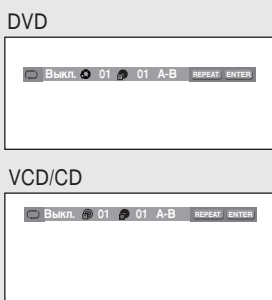 DVD
Выкл. 01 01 A-B REPEAT ENTER
VCD/CD
Выкл. 01 01 A-B REPEAT ENTER